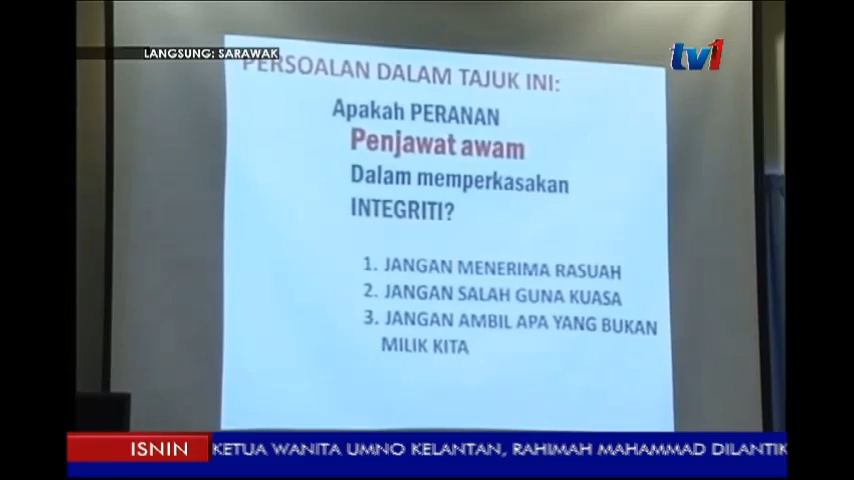 LANGSUNG: SARAWAK
tv1
PERSOALAN DALAM TAJUK INI:
Apakah PERANAN
Penjawat awam
Dalam memperkasakan
INTEGRITI?
1. JANGAN MENERIMA RASUAH
2. JANGAN SALAH GUNA KUASA
3. JANGAN AMBIL APA YANG BUKAN
MILIK KITA
ISNIN KETUA WANITA UMNO KELANTAN, RAHIMAH MAHAMMAD DILANTIK